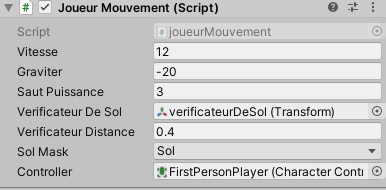 Joueur Mouvement (Script)
Script joueurMouvement
Vitesse 12
Graviter -20
Saut Puissance 3
Verificateur De Sol verificateurDeSol (Transform)
Verificateur Distance 0.4
Sol Mask Sol
Controller FirstPersonPlayer (Character Contr